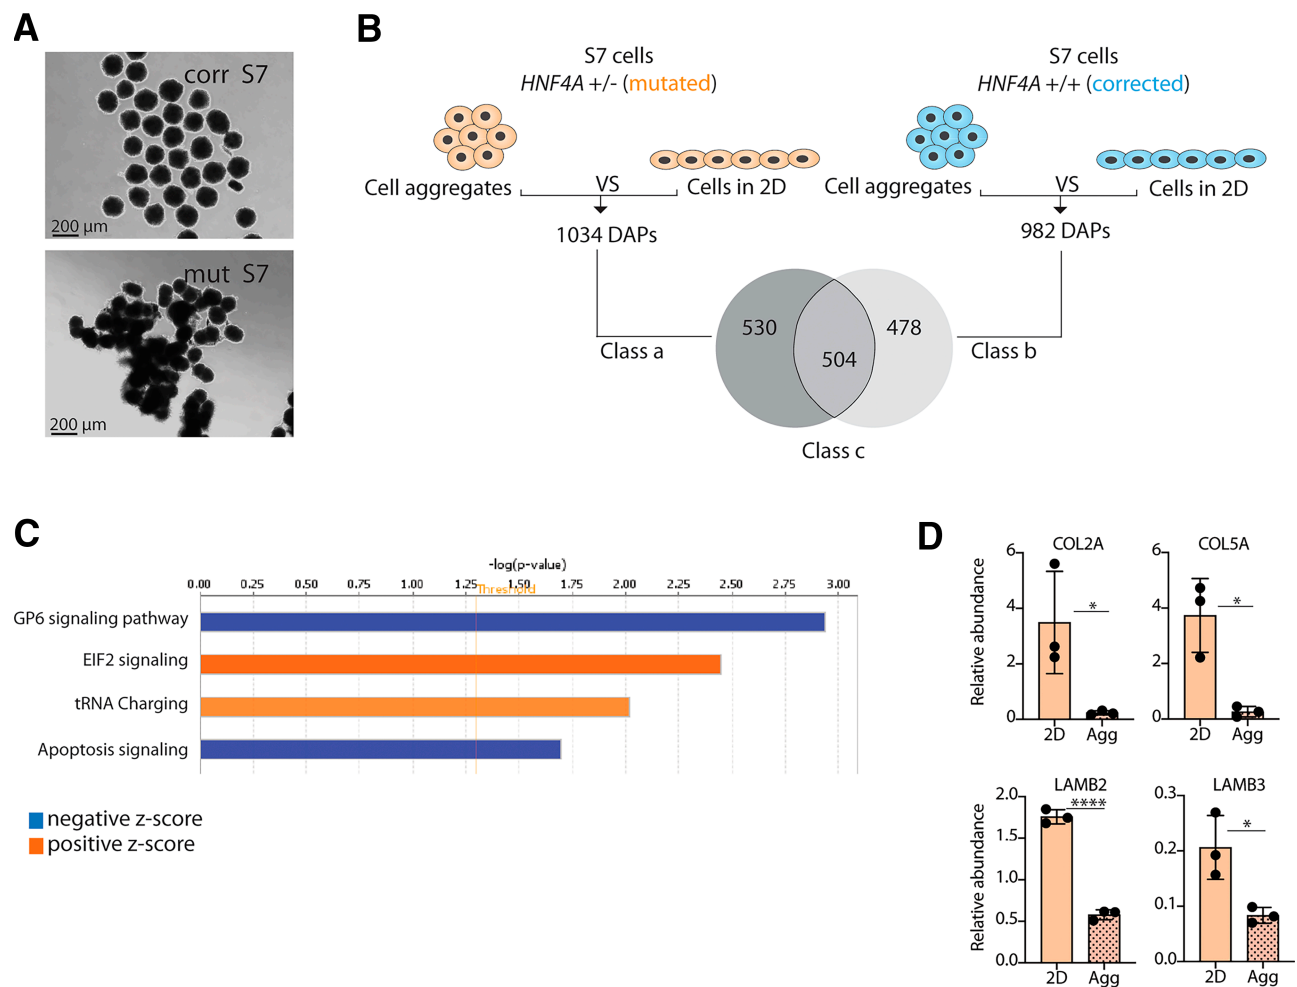 A
corr S7
200 µm
mut S7
200 µm
B
S7 cells
HNF4A +/- (mutated)
S7 cells
HNF4A +/+ (corrected)
Cell aggregates
VS
Cells in 2D
Cell aggregates
VS
Cells in 2D
1034 DAPs
982 DAPs
530
504
478
Class a
Class b
Class c
C
-log(p-value)
0.00 0.25 0.50 0.75 1.00 1.25 1.50 1.75 2.00 2.25 2.50 2.75 3.00
Threshold
GP6 signaling pathway
EIF2 signaling
tRNA Charging
Apoptosis signaling
negative z-score
positive z-score
D
COL2A
Relative abundance
6
4
2
0
*
2D Agg
COL5A
6
4
2
0
*
2D Agg
LAMB2
Relative abundance
2.0
1.5
1.0
0.5
0.0
****
2D Agg
LAMB3
0.3
0.2
0.1
0.0
*
2D Agg